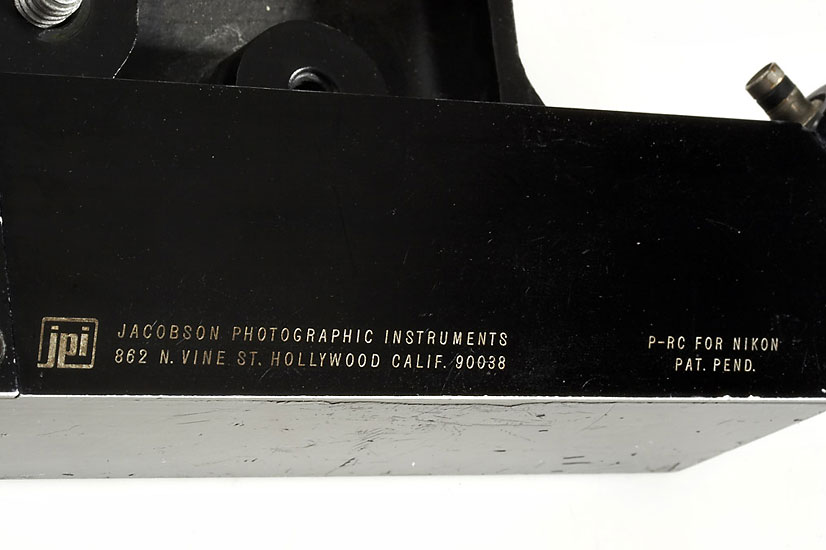 jpi
JACOBSON PHOTOGRAPHIC INSTRUMENTS
862 N. VINE ST. HOLLYWOOD CALIF. 90038
P-RC FOR NIKON
PAT. PEND.